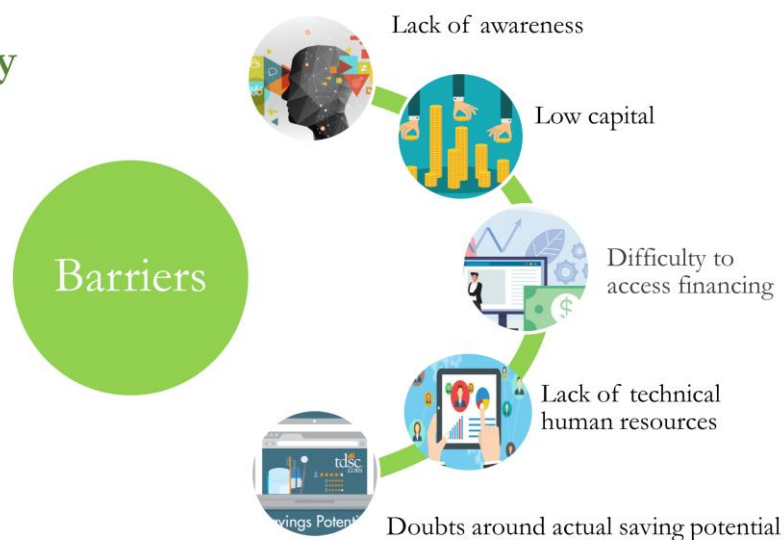 y
Lack of awareness
Low capital
Barriers
Difficulty to
access financing
$
Lack of technical
human resources
tdsc
.com
vings Potenti
Doubts around actual saving potential